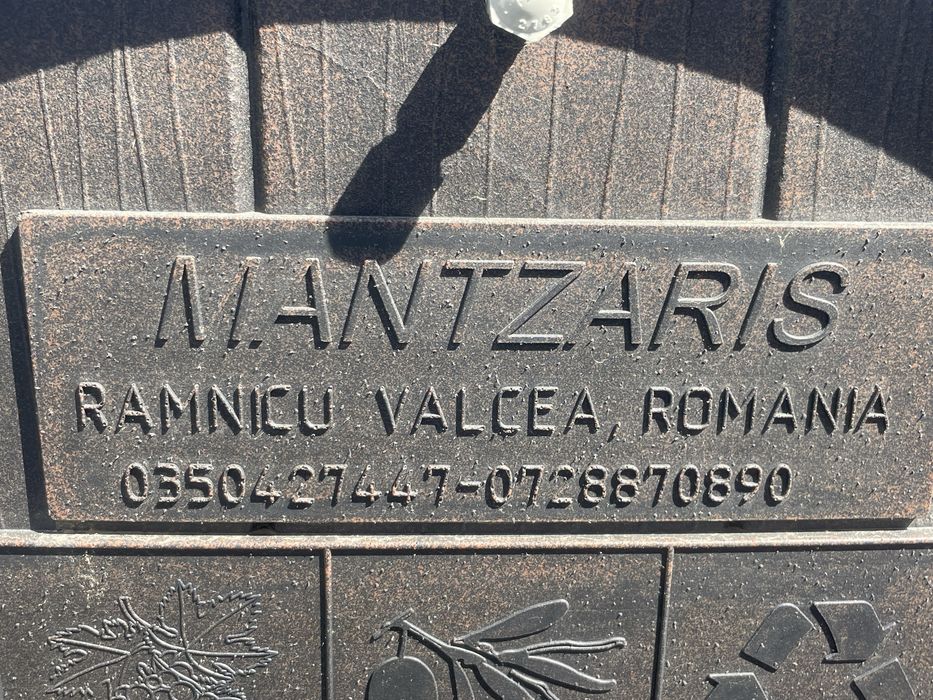 MANTZARIS
RAMNICU VALCEA, ROMANIA
0350427447-0728870890